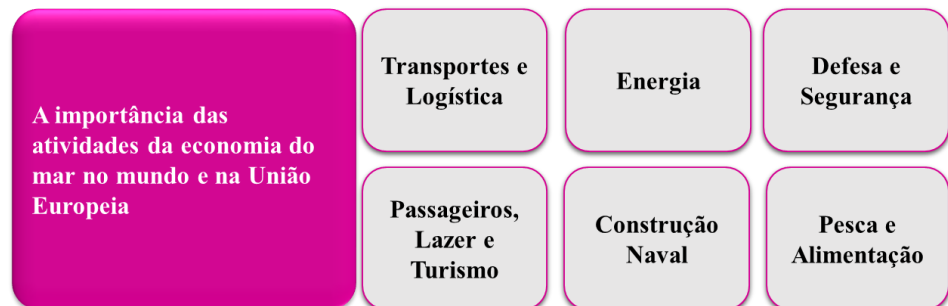 A importância das
atividades da economia do
mar no mundo e na União
Europeia
Transportes e
Logística
Energia
Defesa e
Segurança
Passageiros,
Lazer e
Turismo
Construção
Naval
Pesca e
Alimentação